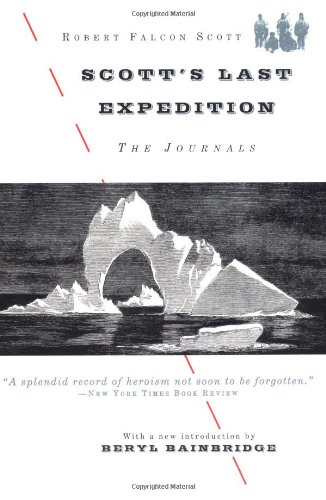 ROBERT FALCON SCOTT
SCOTT'S LAST
EXPEDITION
THE JOURNALS
"A splendid record of heroism not soon to be forgotten."
—NEW YORK TIMES BOOK REVIEW
With a new introduction by
BERYL BAINBRIDGE